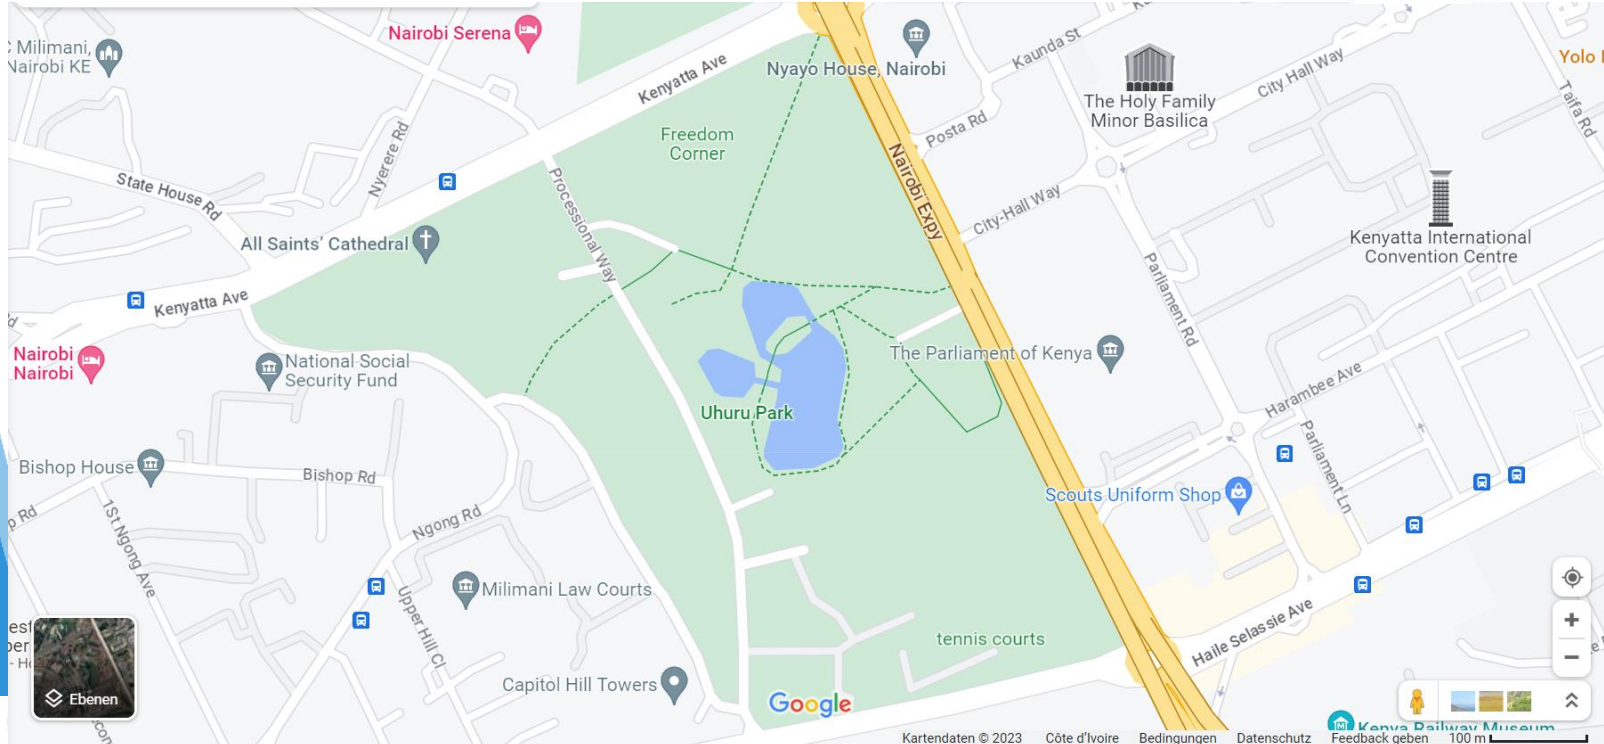 Nairobi Serena
Milimani,
Nairobi KE
Kenyatta Ave
Nyayo House, Nairobi
Kaunda St
The Holy Family
Minor Basilica
City Hall Way
Yolo
Taifa Rd
Freedom
Corner
Posta Rd
Nyerere Rd
State House Rd
Processional Way
Nairobi Expy
City-Hall Way
All Saints' Cathedral
Kenyatta International
Convention Centre
Parliament Rd
Kenyatta Ave
Nairobi
Nairobi
National Social
Security Fund
The Parliament of Kenya
Harambee Ave
Uhuru Park
Parliament Ln
Bishop House
Bishop Rd
Scouts Uniform Shop
1St Ngong Ave
Ngong Rd
Milimani Law Courts
Upper Hill Cl
tennis courts
Haile Selassie Ave
Capitol Hill Towers
Ebenen
Google
Kenya Railway Museum
Kartendaten © 2023 Côte d'Ivoire Bedingungen Datenschutz Feedback geben 100 m